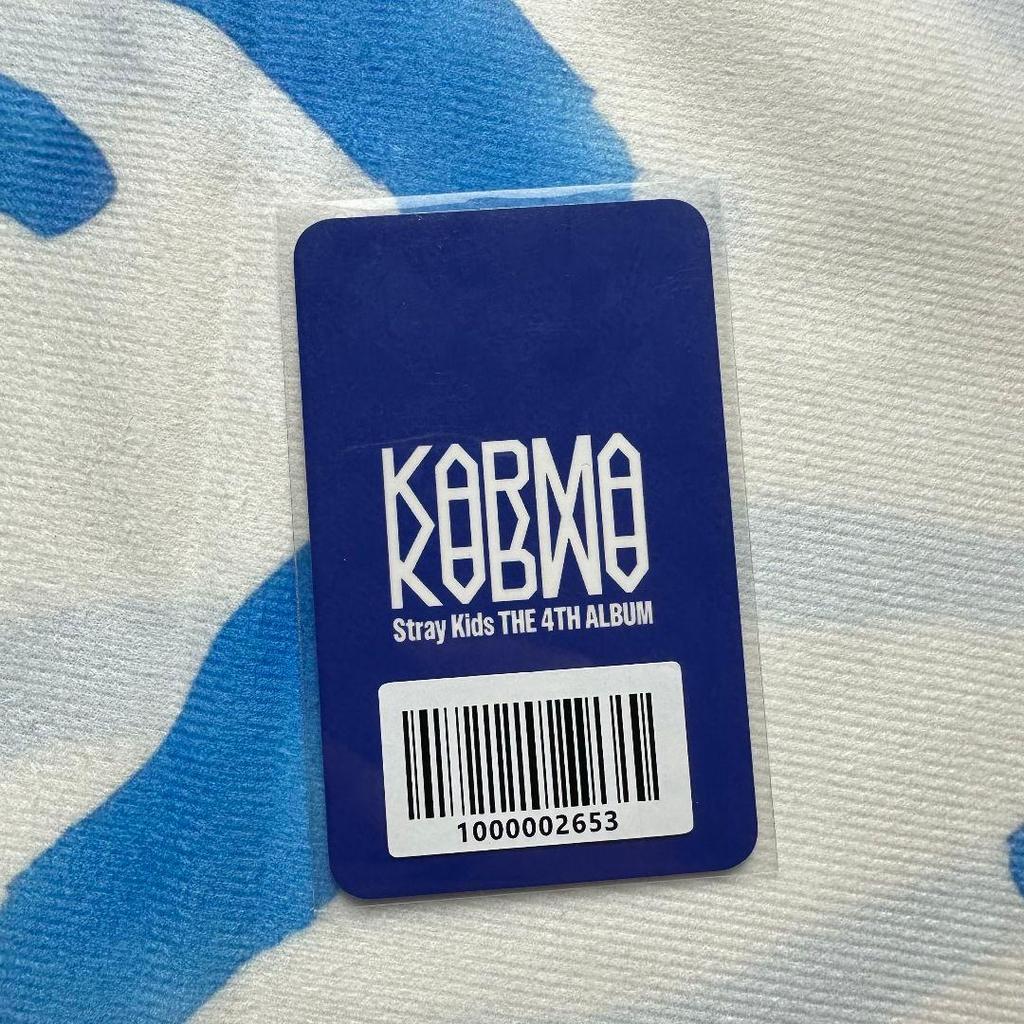 KARMA
Stray Kids THE 4TH ALBUM
1000002653